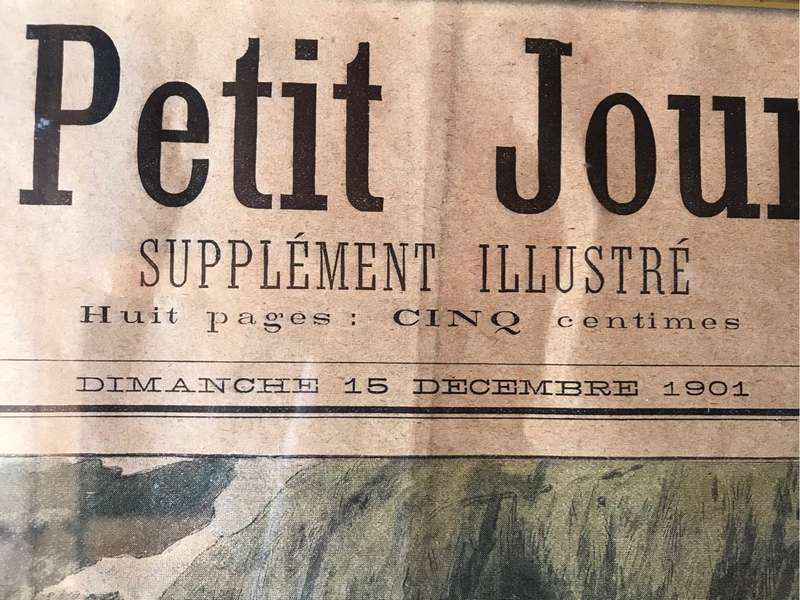 Petit Jour
SUPPLÉMENT ILLUSTRÉ
Huit pages : CINQ centimes
DIMANCHE 15 DÉCEMBRE 1901